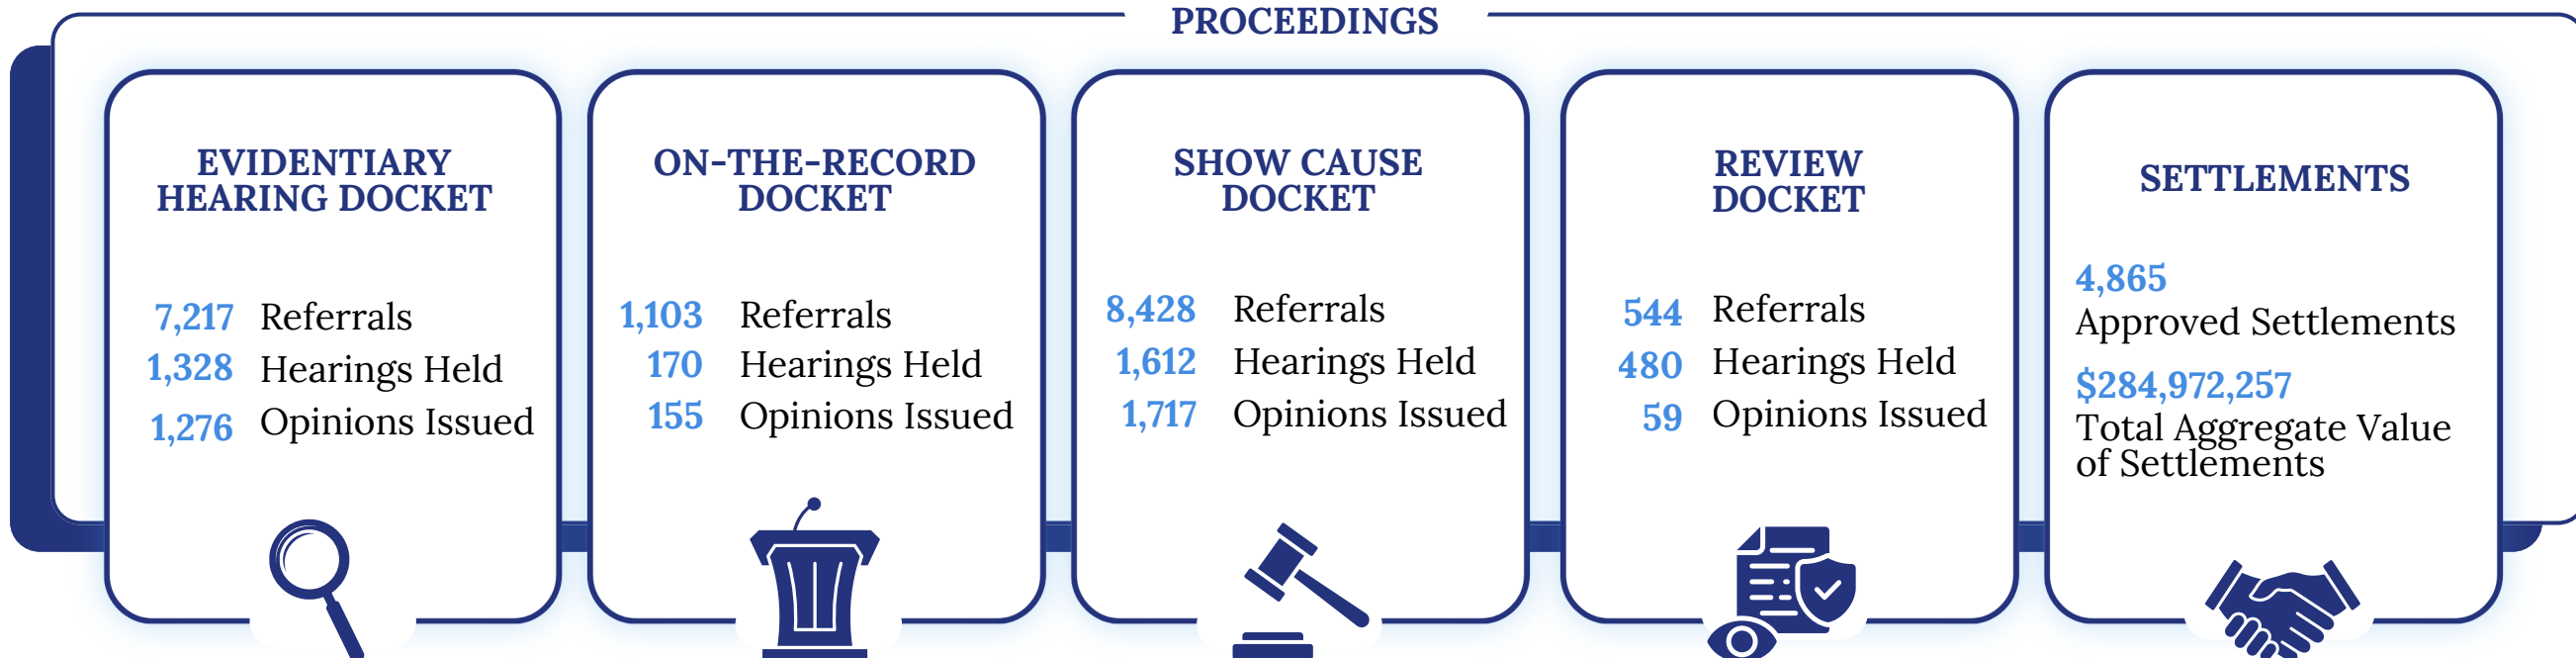 PROCEEDINGS
EVIDENTIARY
HEARING DOCKET
7,217 Referrals
1,328 Hearings Held
1,276 Opinions Issued
ON-THE-RECORD
DOCKET
1,103 Referrals
170 Hearings Held
155 Opinions Issued
SHOW CAUSE
DOCKET
8,428 Referrals
1,612 Hearings Held
1,717 Opinions Issued
REVIEW
DOCKET
544 Referrals
480 Hearings Held
59 Opinions Issued
SETTLEMENTS
4,865
Approved Settlements
$284,972,257
Total Aggregate Value
of Settlements